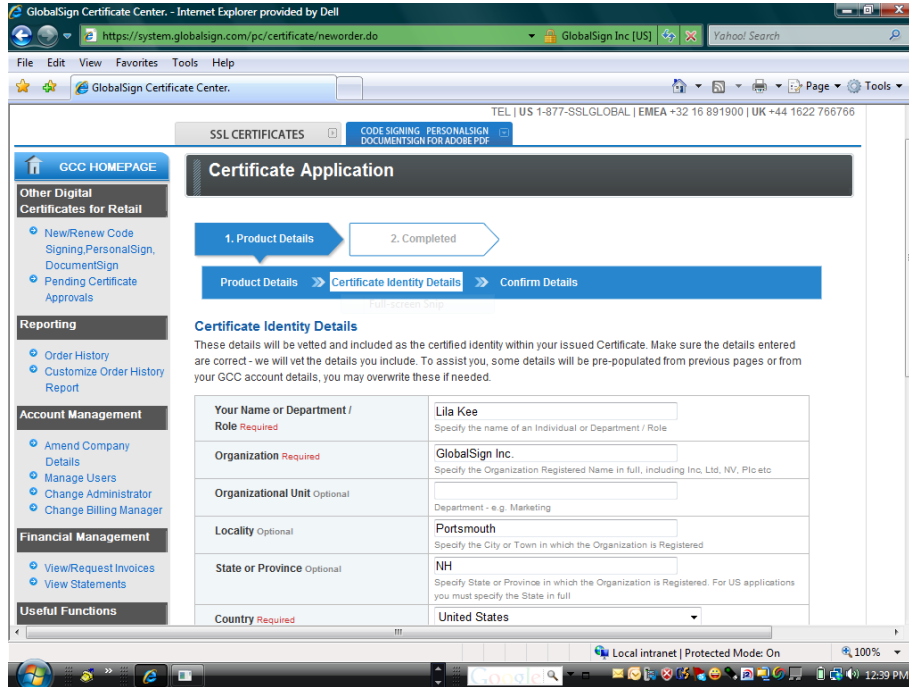 GlobalSign Certificate Center. - Internet Explorer provided by Dell
https://system.globalsign.com/pc/certificate/neworder.do
GlobalSign Inc [US]
Yahoo! Search
File Edit View Favorites Tools Help
GlobalSign Certificate Center.
Page Tools
TEL | US 1-877-SSLGLOBAL | EMEA +32 16 891900 | UK +44 1622 766766
SSL CERTIFICATES
CODE SIGNING PERSONALSIGN
DOCUMENTSIGN FOR ADOBE PDF
GCC HOMEPAGE
Other Digital
Certificates for Retail
New/Renew Code
Signing,PersonalSign,
DocumentSign
Pending Certificate
Approvals
Reporting
Order History
Customize Order History
Report
Account Management
Amend Company
Details
Manage Users
Change Administrator
Change Billing Manager
Financial Management
View/Request Invoices
View Statements
Useful Functions
Certificate Application
1. Product Details
2. Completed
Product Details
Certificate Identity Details
Confirm Details
Full-screen Snip
Certificate Identity Details
These details will be vetted and included as the certified identity within your issued Certificate. Make sure the details entered
are correct - we will vet the details you include. To assist you, some details will be pre-populated from previous pages or from
your GCC account details, you may overwrite these if needed.
Your Name or Department /
Role Required
Lila Kee
Specify the name of an Individual or Department / Role
Organization Required
GlobalSign Inc.
Specify the Organization Registered Name in full, including Inc, Ltd, NV, Plc etc
Organizational Unit Optional
Department - e.g. Marketing
Locality Optional
Portsmouth
Specify the City or Town in which the Organization is Registered
State or Province Optional
NH
Specify State or Province in which the Organization is Registered. For US applications
you must specify the State in full
Country Required
United States
Local intranet | Protected Mode: On
100%
Google
12:39 PM